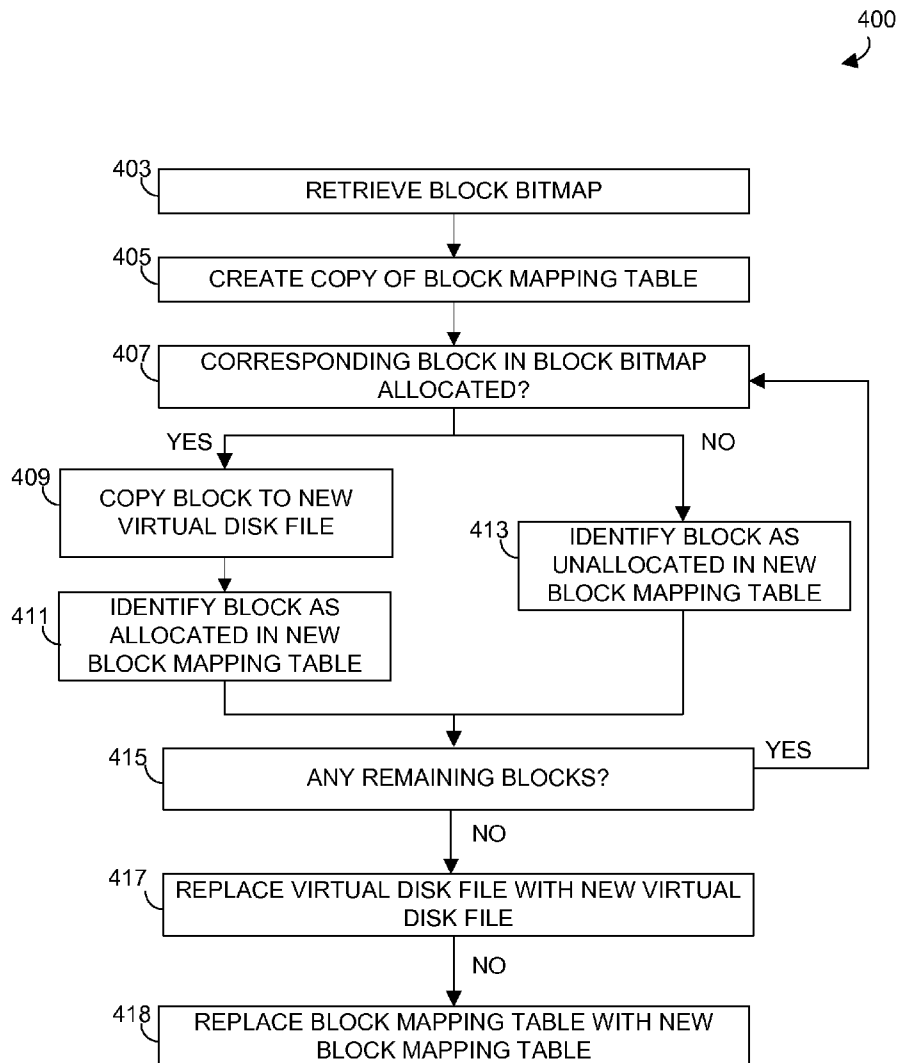 400
403
RETRIEVE BLOCK BITMAP
405
CREATE COPY OF BLOCK MAPPING TABLE
407
CORRESPONDING BLOCK IN BLOCK BITMAP
ALLOCATED?
YES
NO
409
COPY BLOCK TO NEW
VIRTUAL DISK FILE
413
IDENTIFY BLOCK AS
UNALLOCATED IN NEW
BLOCK MAPPING TABLE
411
IDENTIFY BLOCK AS
ALLOCATED IN NEW
BLOCK MAPPING TABLE
415
ANY REMAINING BLOCKS?
YES
NO
417
REPLACE VIRTUAL DISK FILE WITH NEW VIRTUAL
DISK FILE
NO
418
REPLACE BLOCK MAPPING TABLE WITH NEW
BLOCK MAPPING TABLE